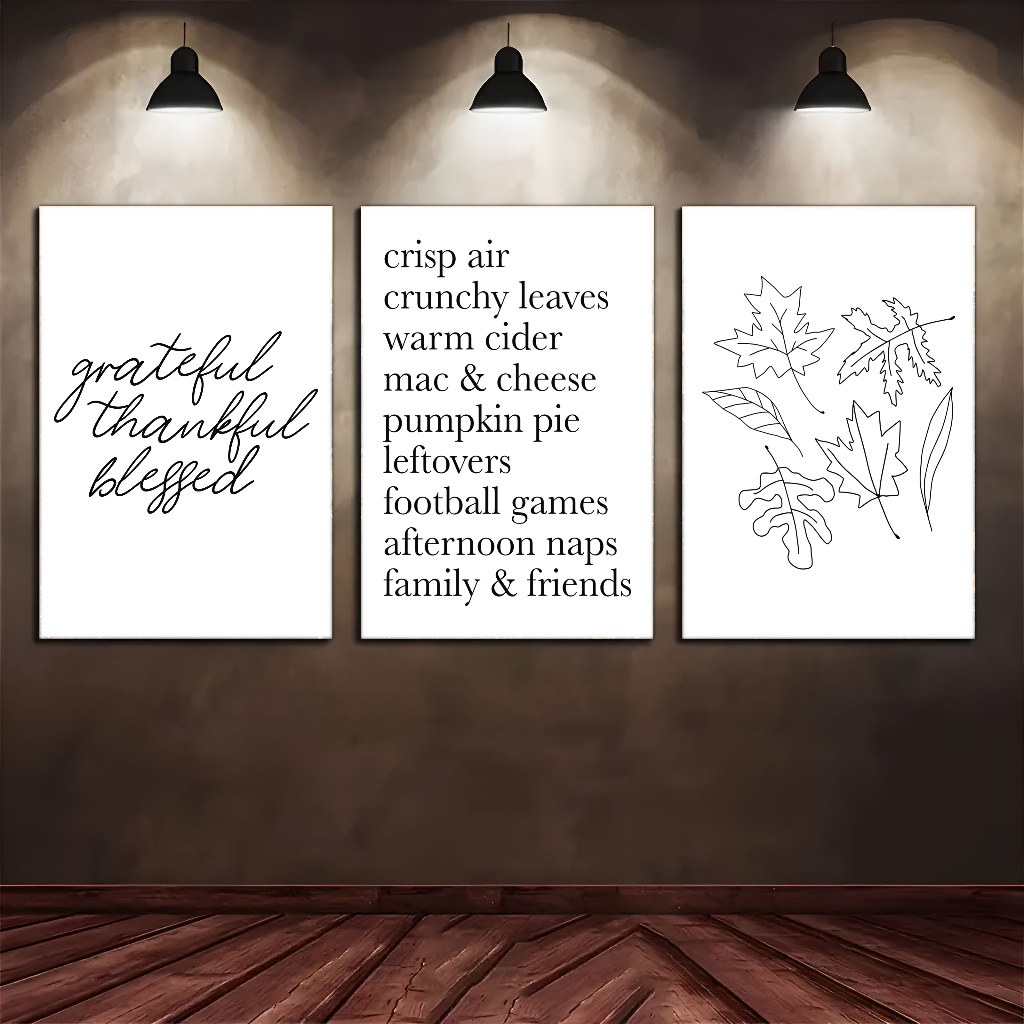 grateful
thankful
blessed
crisp air
crunchy leaves
warm cider
mac & cheese
pumpkin pie
leftovers
football games
afternoon naps
family & friends